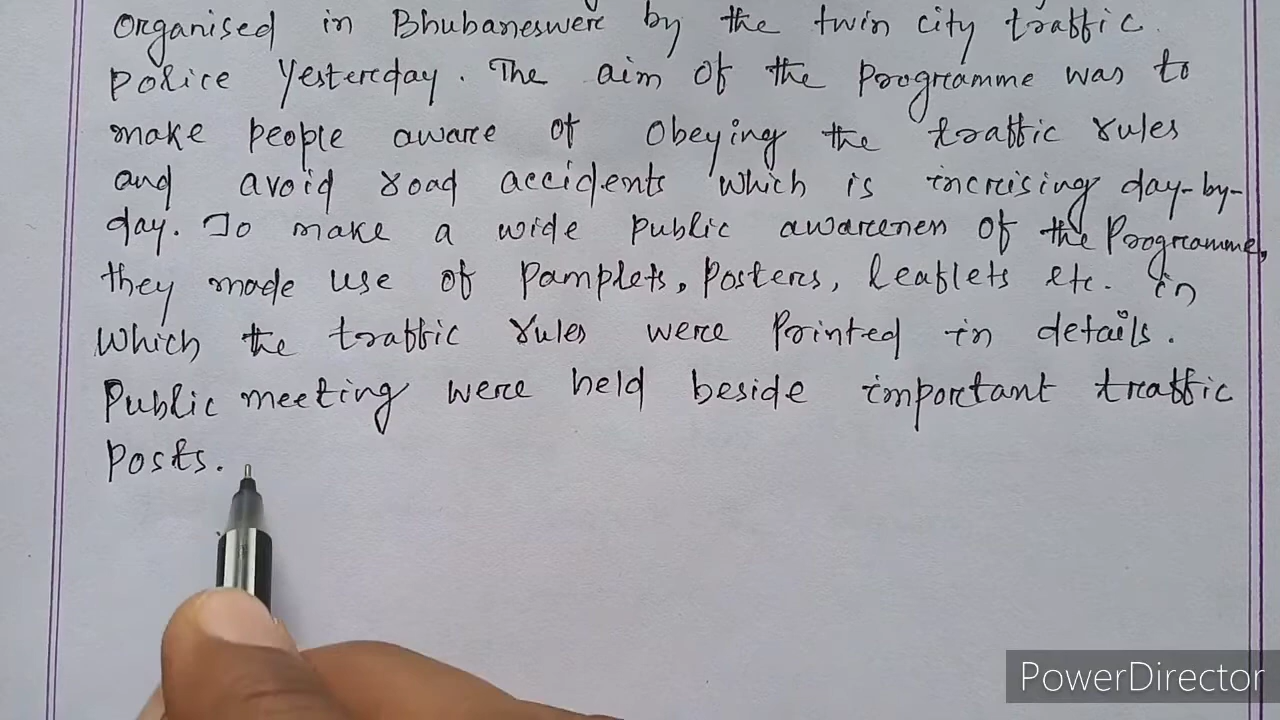 Organised in Bhubaneswere by the twin city traffic
Police Yesterday. The aim of the Programme was to
make people aware of obeying the traffic rules
and avoid road accidents which is incrising day-by-
day. To make a wide public awareness of the Programme,
they made use of Pamplets, Posters, Leaflets etc. in
which the traffic rules were Printed in details.
Public meeting were held beside important traffic
Posts.
PowerDirector